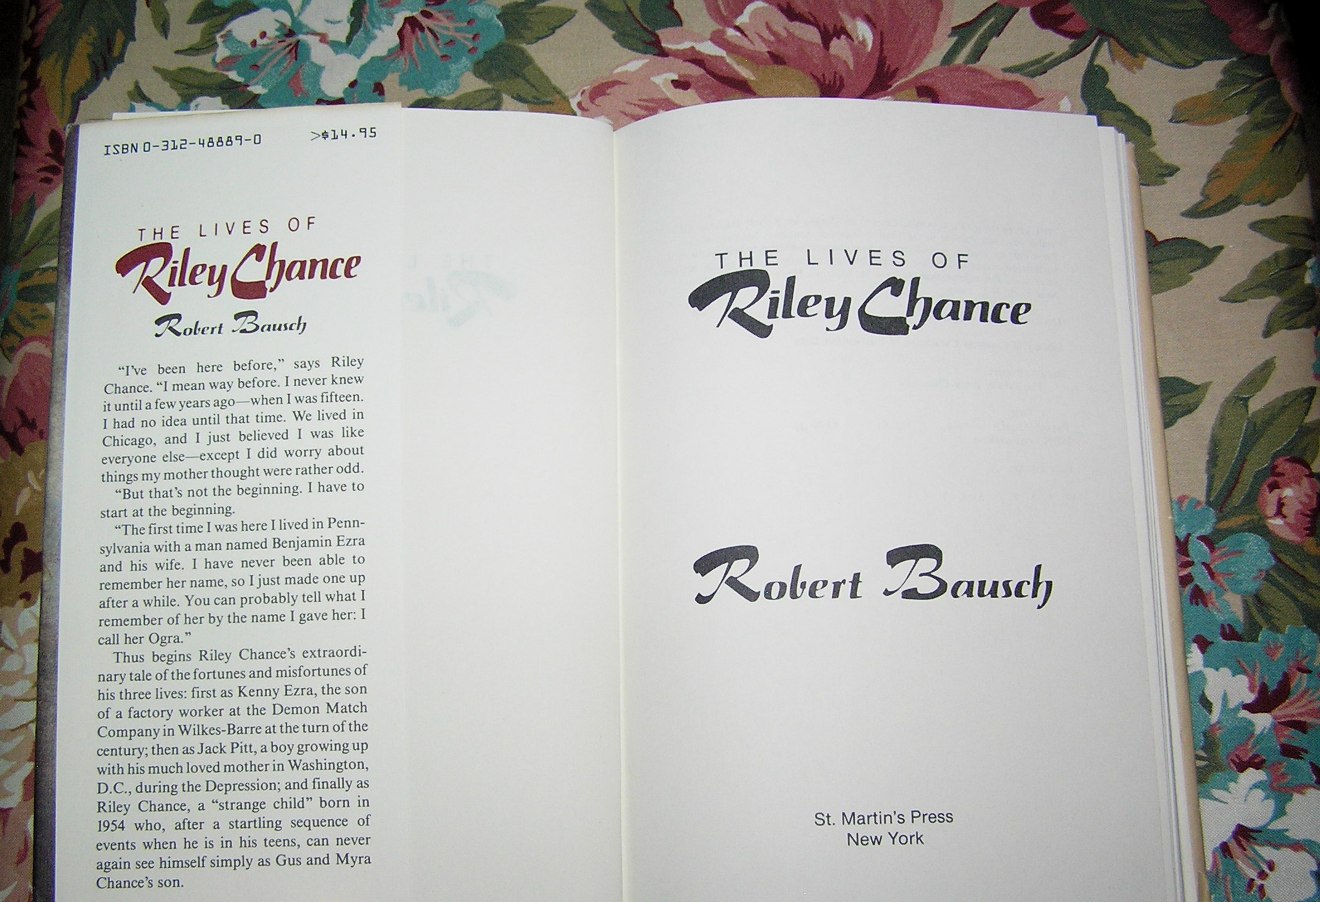 ISBN 0-312-48889-0 >$14.95
THE LIVES OF
Riley Chance
Robert Bausch
“I’ve been here before,” says Riley
Chance. “I mean way before. I never knew
it until a few years ago—when I was fifteen.
I had no idea until that time. We lived in
Chicago, and I just believed I was like
everyone else—except I did worry about
things my mother thought were rather odd.
“But that’s not the beginning. I have to
start at the beginning.
“The first time I was here I lived in Penn-
sylvania with a man named Benjamin Ezra
and his wife. I have never been able to
remember her name, so I just made one up
after a while. You can probably tell what I
remember of her by the name I gave her: I
call her Ogra.”
Thus begins Riley Chance’s extraordi-
nary tale of the fortunes and misfortunes of
his three lives: first as Kenny Ezra, the son
of a factory worker at the Demon Match
Company in Wilkes-Barre at the turn of the
century; then as Jack Pitt, a boy growing up
with his much loved mother in Washington,
D.C., during the Depression; and finally as
Riley Chance, a “strange child” born in
1954 who, after a startling sequence of
events when he is in his teens, can never
again see himself simply as Gus and Myra
Chance’s son.
THE LIVES OF
Riley Chance
Robert Bausch
St. Martin’s Press
New York